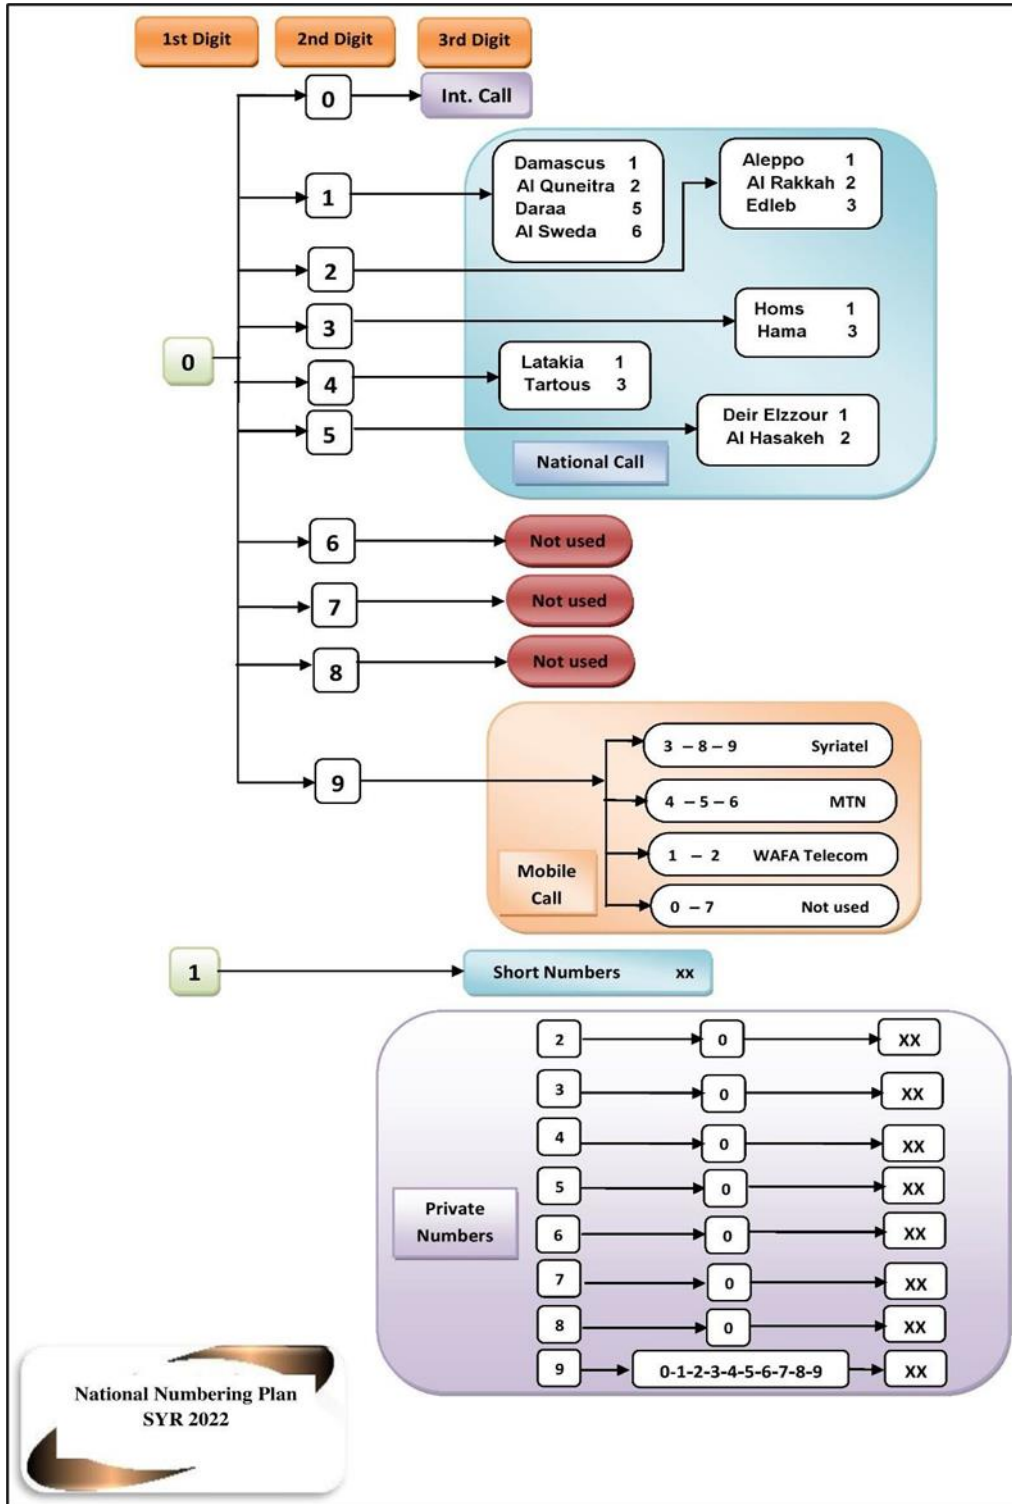 1st Digit 2nd Digit 3rd Digit
0 Int. Call
Damascus 1
Al Quneitra 2
Daraa 5
Al Sweda 6
Aleppo 1
Al Rakkah 2
Edleb 3
1
2
3
Homs 1
Hama 3
0
4
Latakia 1
Tartous 3
5
Deir Elzzour 1
Al Hasakeh 2
National Call
6 Not used
7 Not used
8 Not used
9
3 – 8 – 9 Syriatel
4 – 5 – 6 MTN
1 – 2 WAFA Telecom
0 – 7 Not used
Mobile
Call
1 Short Numbers xx
2 0 XX
3 0 XX
4 0 XX
5 0 XX
Private
Numbers
6 0 XX
7 0 XX
8 0 XX
9 0-1-2-3-4-5-6-7-8-9 XX
National Numbering Plan
SYR 2022